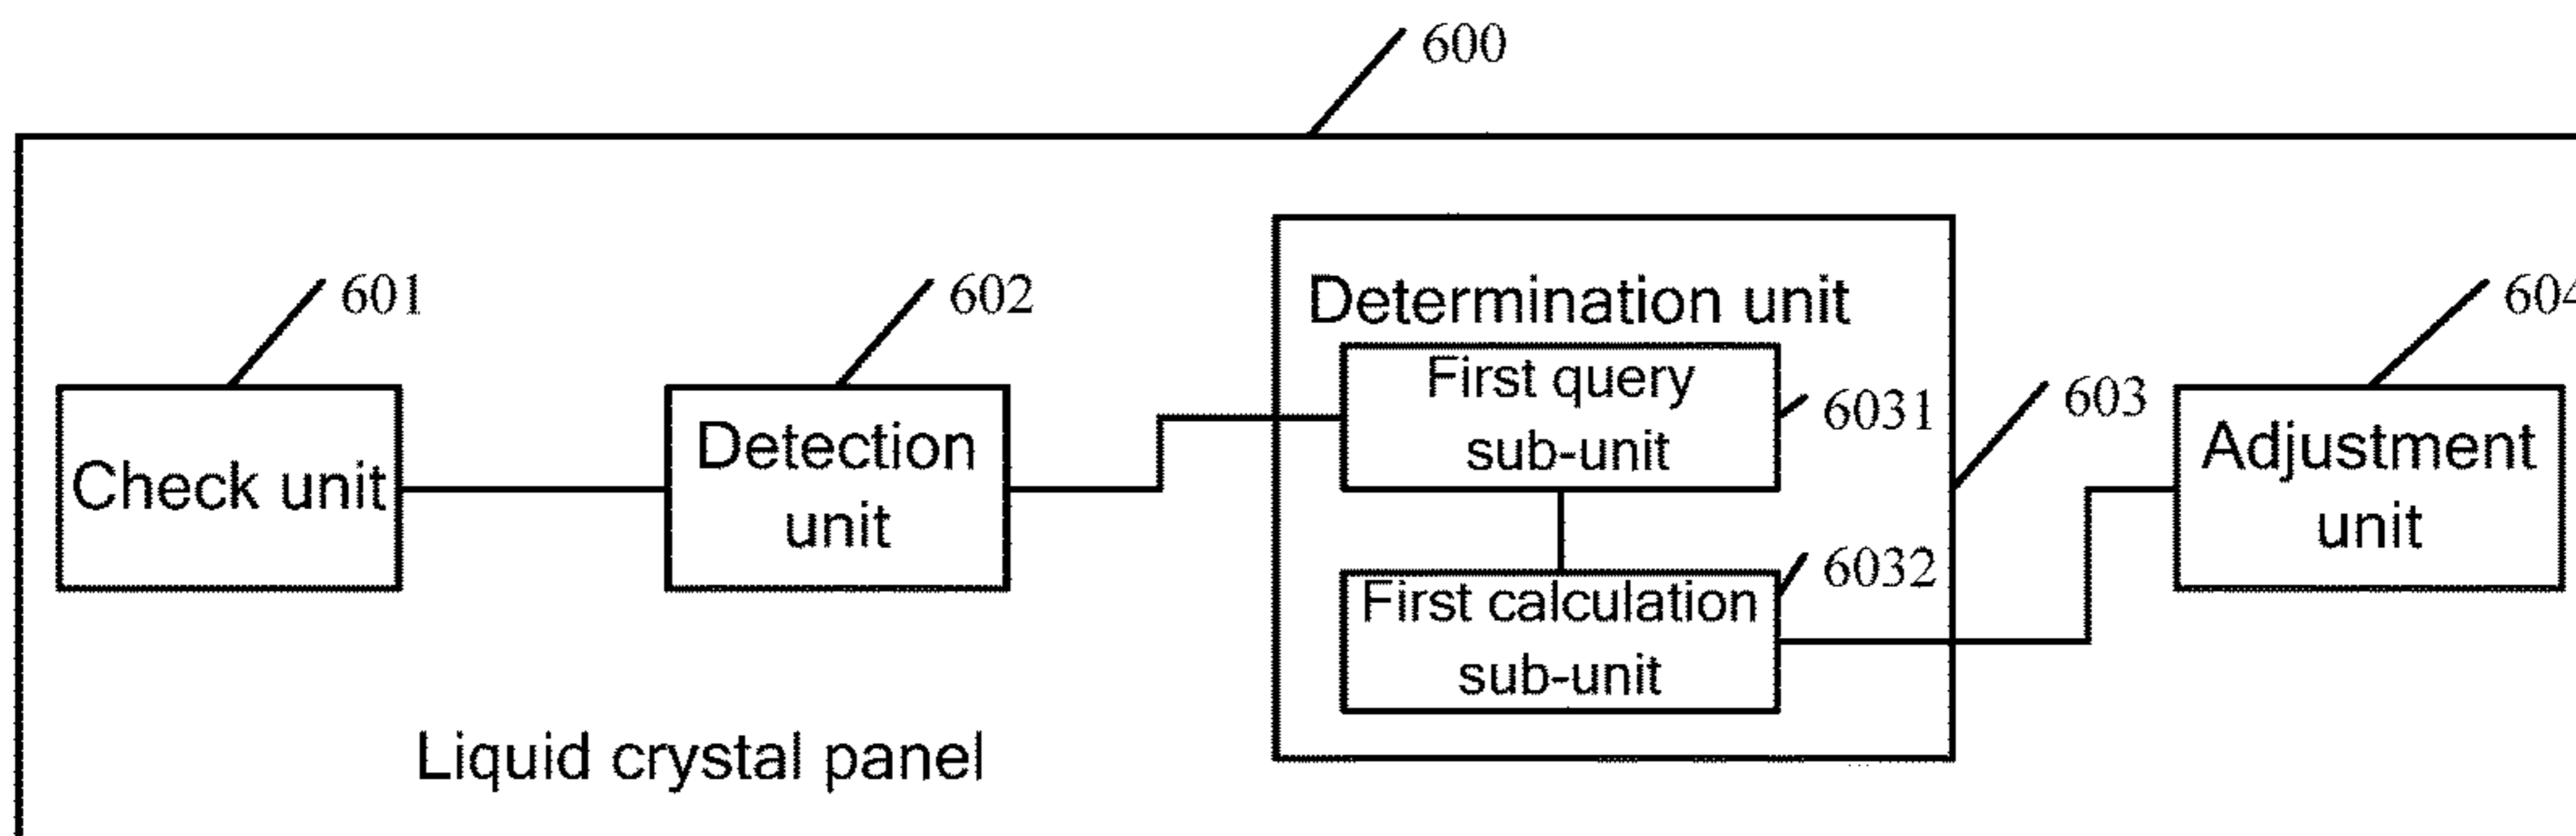 600
601
602
Determination unit
604
First query
sub-unit
6031
603
Check unit
Detection
unit
Adjustment
unit
6032
First calculation
sub-unit
Liquid crystal panel